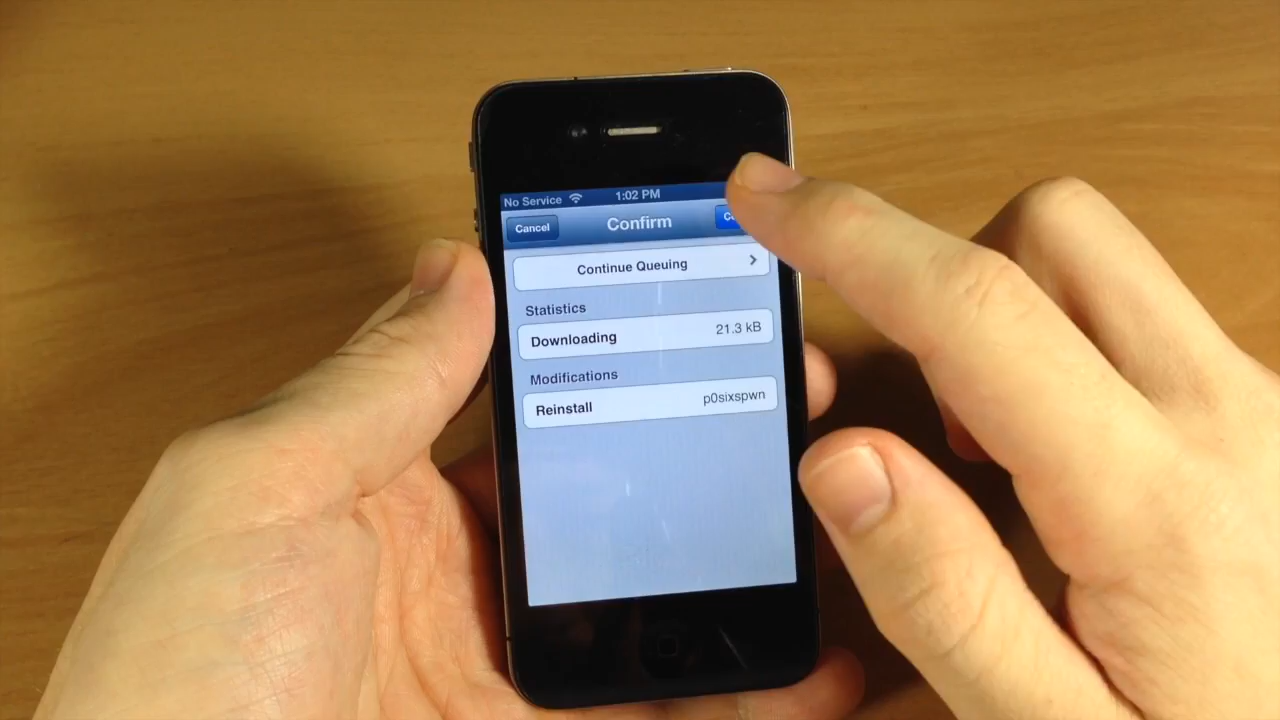 No Service 1:02 PM
Cancel Confirm
Continue Queuing
Statistics
Downloading 21.3 kB
Modifications
Reinstall p0sixspwn